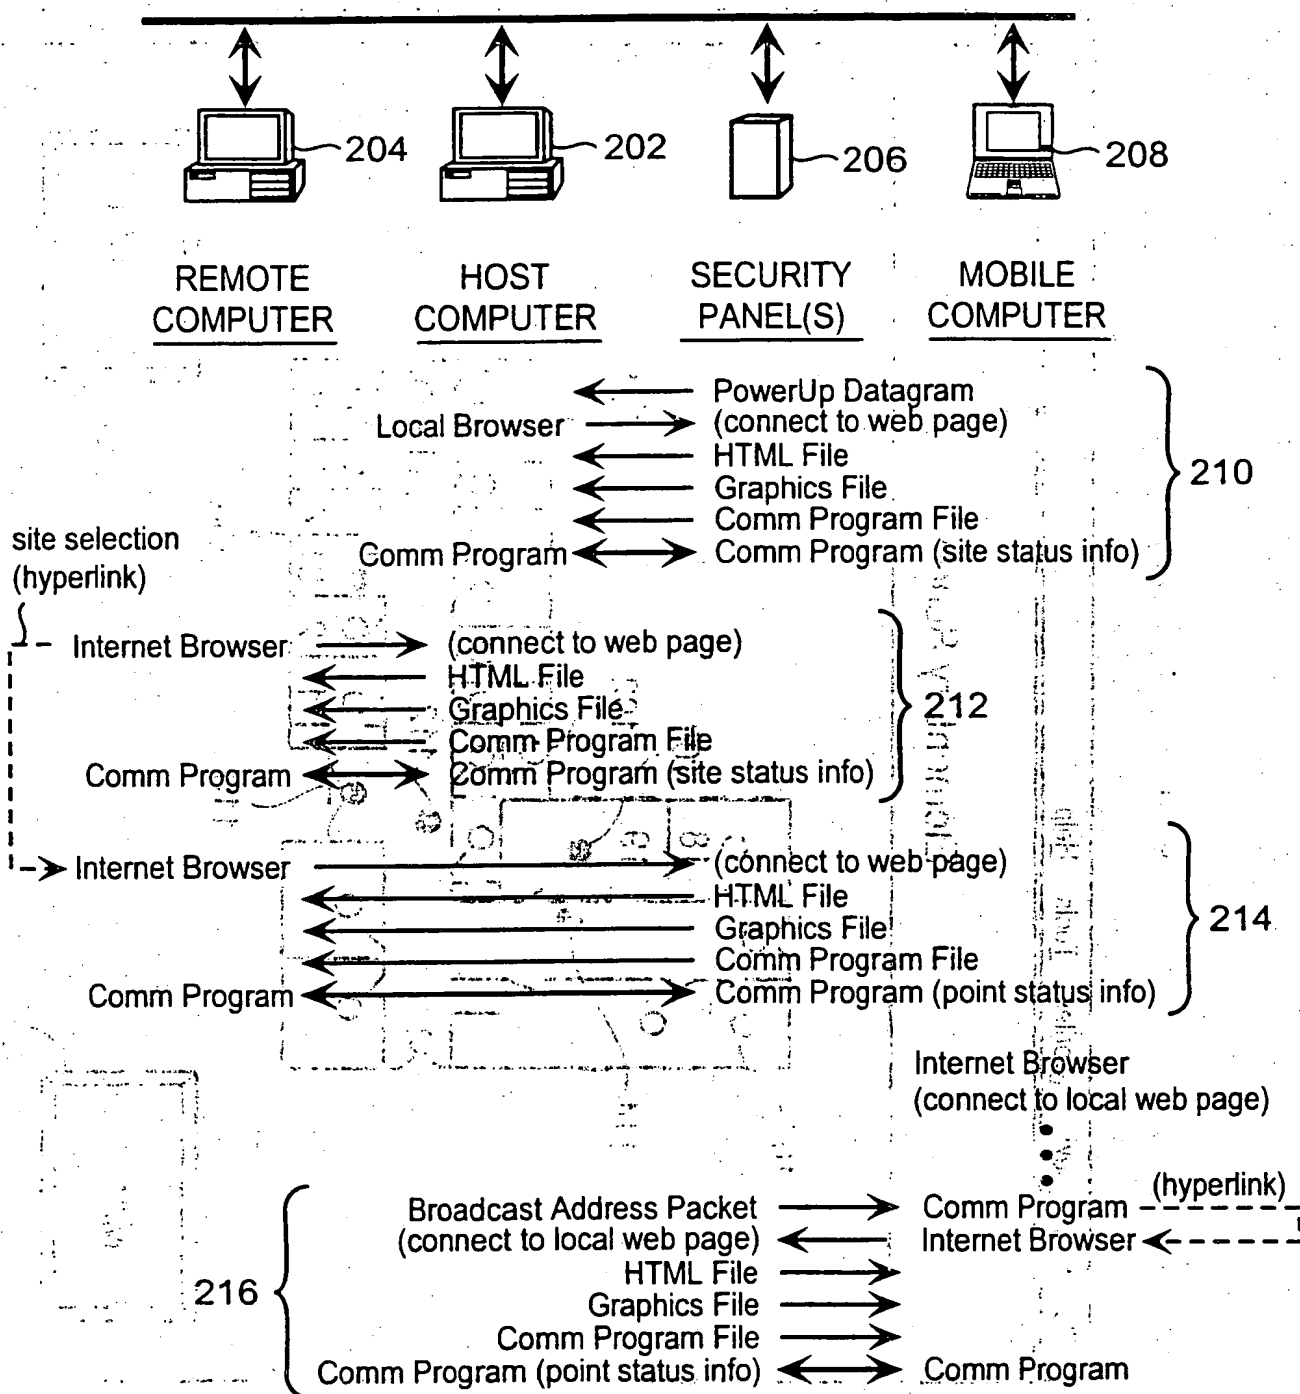 204
202
206
208
REMOTE
COMPUTER
HOST
COMPUTER
SECURITY
PANEL(S)
MOBILE
COMPUTER
PowerUp Datagram
Local Browser
(connect to web page)
HTML File
Graphics File
Comm Program File
Comm Program
Comm Program (site status info)
210
site selection
(hyperlink)
Internet Browser
(connect to web page)
HTML File
Graphics File
Comm Program File
Comm Program
Comm Program (site status info)
212
Internet Browser
(connect to web page)
HTML File
Graphics File
Comm Program File
Comm Program
Comm Program (point status info)
214
Internet Browser
(connect to local web page)
Broadcast Address Packet
Comm Program
(hyperlink)
(connect to local web page)
Internet Browser
HTML File
Graphics File
Comm Program File
Comm Program (point status info)
Comm Program
216